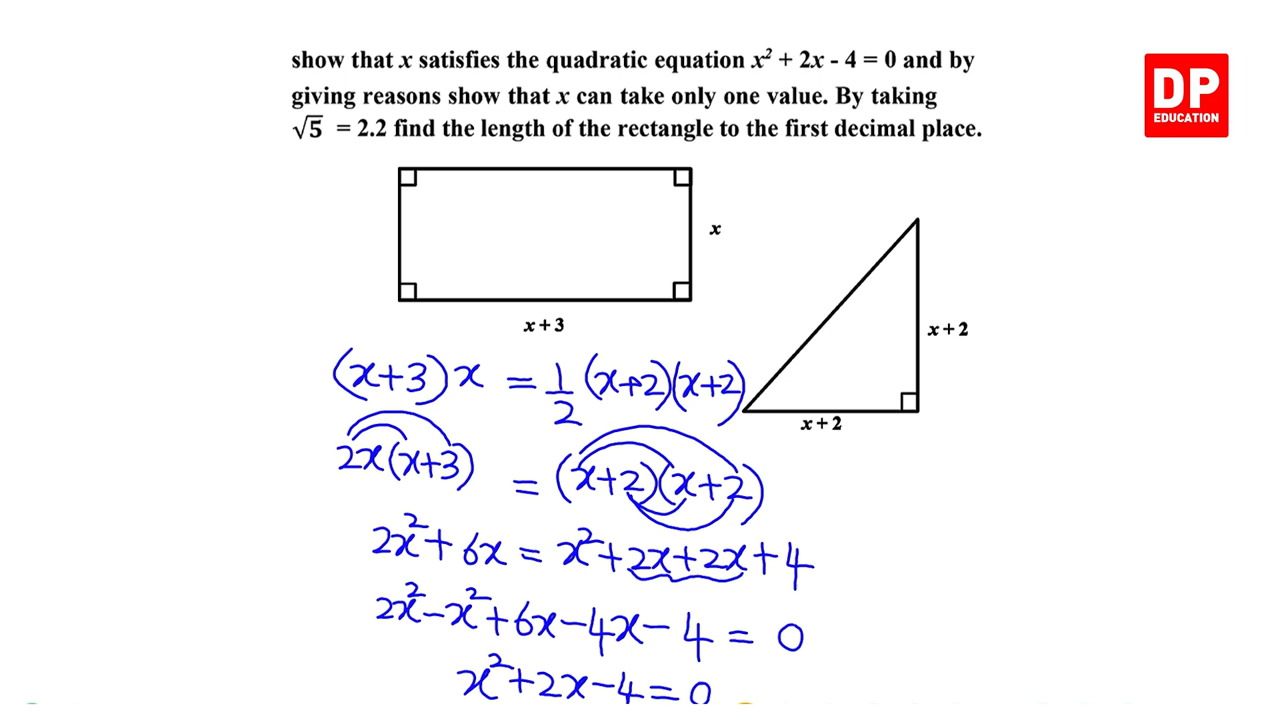 show that x satisfies the quadratic equation x² + 2x - 4 = 0 and by
giving reasons show that x can take only one value. By taking
√5 = 2.2 find the length of the rectangle to the first decimal place.
DP
EDUCATION
x
x + 3
x + 2
x + 2
(x+3)x = 1/2 (x+2)(x+2)
2x(x+3) = (x+2)(x+2)
2x² + 6x = x² + 2x + 2x + 4
2x² - x² + 6x - 4x - 4 = 0
x² + 2x - 4 = 0